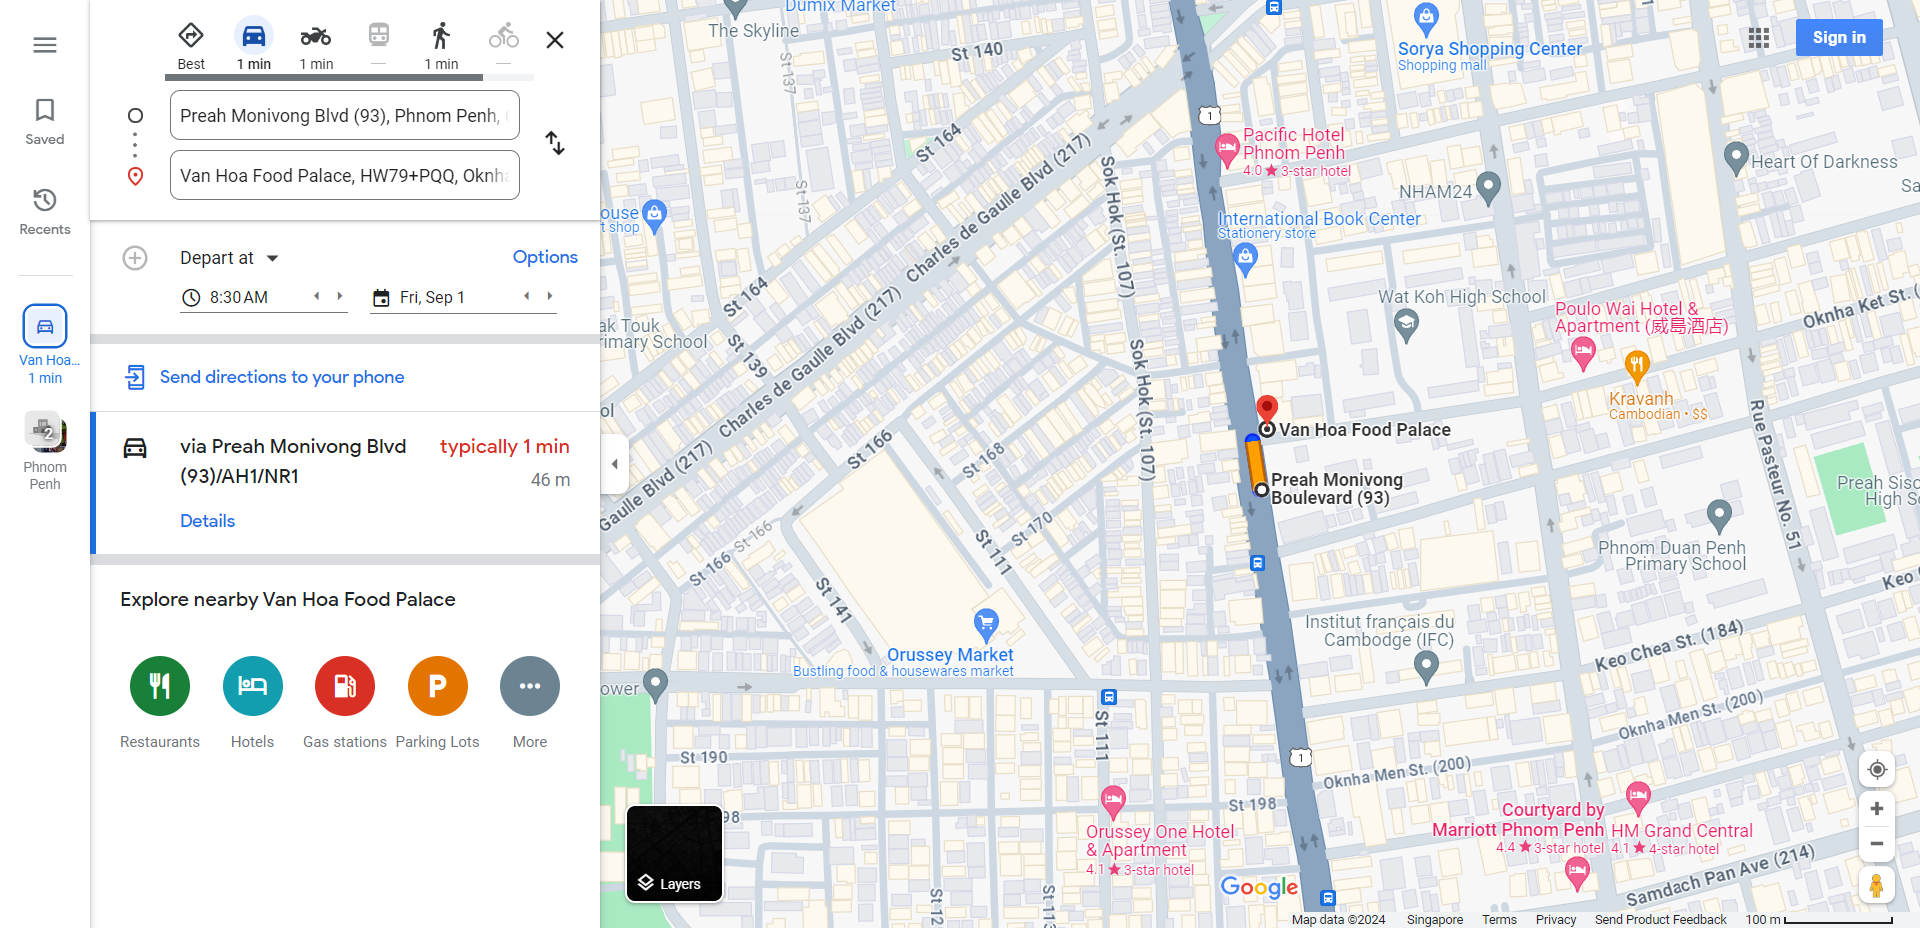 Saved
Recents
Van Hoa...
1 min
2
Phnom
Penh
Best
1 min
1 min
—
1 min
—
Preah Monivong Blvd (93), Phnom Penh,
Van Hoa Food Palace, HW79+PQQ, Oknha
Depart at
Options
8:30 AM
Fri, Sep 1
Send directions to your phone
via Preah Monivong Blvd
(93)/AH1/NR1
typically 1 min
46 m
Details
Explore nearby Van Hoa Food Palace
P
Restaurants
Hotels
Gas stations
Parking Lots
More
Layers
Sign in
Dumix Market
The Skyline
St 140
St 137
St 137
St 164
St 164
Charles de Gaulle Blvd (217)
Charles de Gaulle Blvd (217)
Gaulle Blvd (217)
Sok Hok (St. 107)
Sok Hok (St. 107)
Sorya Shopping Center
Shopping mall
1
Pacific Hotel
Phnom Penh
4.0★3-star hotel
Heart Of Darkness
NHAM24
Sa
International Book Center
Stationery store
ouse
t shop
Wat Koh High School
Poulo Wai Hotel &
Apartment (威島酒店)
Oknha Ket St. (
ak Touk
rimary School
St 139
Kravanh
Cambodian • $$
ol
Van Hoa Food Palace
Preah Monivong
Boulevard (93)
Rue Pasteur No. 51
St 166
St 168
St 170
St 166
St 166
St 111
St 141
Preah Siso
High S
Phnom Duan Penh
Primary School
Keo
Institut français du
Cambodge (IFC)
Keo Chea St. (184)
Orussey Market
Bustling food & housewares market
ower
St 111
St 190
1
Oknha Men St. (200)
Oknha Men St. (200)
98
St 198
Orussey One Hotel
& Apartment
4.1★3-star hotel
Courtyard by
Marriott Phnom Penh
4.4★3-star hotel
HM Grand Central
4.1★4-star hotel
Samdach Pan Ave (214)
St 12
St 113
Google
Map data ©2024
Singapore
Terms
Privacy
Send Product Feedback
100 m